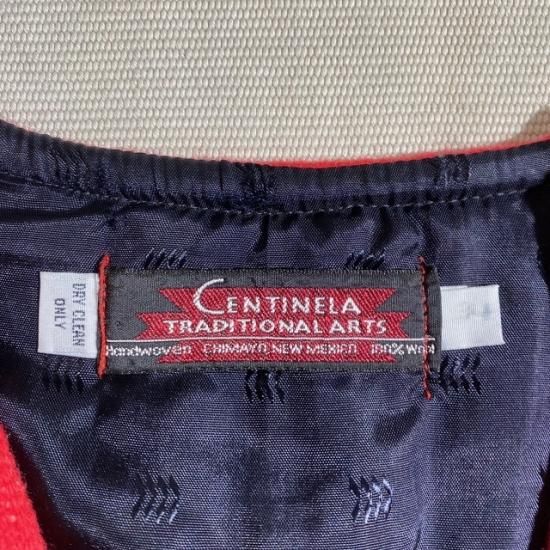 CENTINELA
TRADITIONAL ARTS
Handwoven CHIMAYO, NEW MEXICO 100% Wool
DRY CLEAN
ONLY